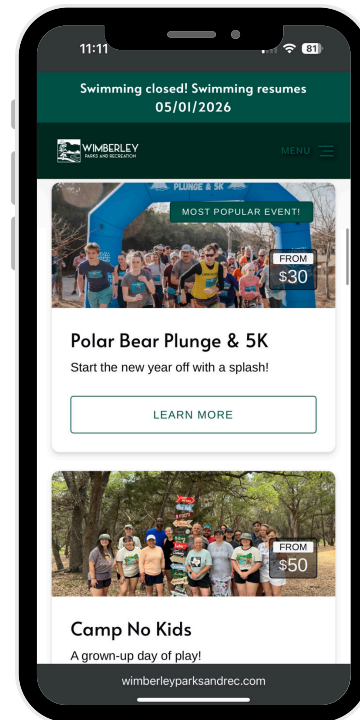 11:11
81
Swimming closed! Swimming resumes
05/01/2026
WIMBERLEY
PARKS AND RECREATION
MENU
PLUNGE & 5K
MOST POPULAR EVENT!
FROM
$30
Polar Bear Plunge & 5K
Start the new year off with a splash!
LEARN MORE
FROM
$50
Camp No Kids
A grown-up day of play!
wimberleyparksandrec.com